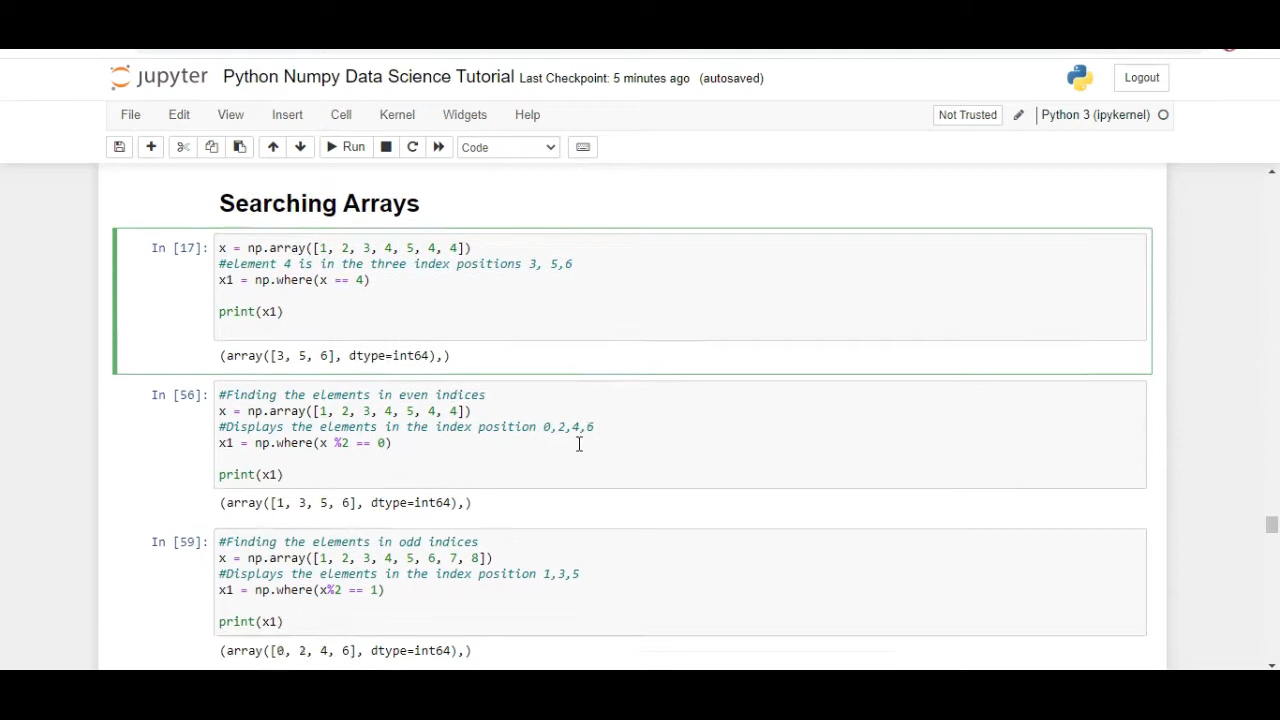 jupyter Python Numpy Data Science Tutorial Last Checkpoint: 5 minutes ago (autosaved) Logout
File Edit View Insert Cell Kernel Widgets Help Not Trusted Python 3 (ipykernel)
Run Code
Searching Arrays
In [17]: x = np.array([1, 2, 3, 4, 5, 4, 4])
#element 4 is in the three index positions 3, 5,6
x1 = np.where(x == 4)
print(x1)
(array([3, 5, 6], dtype=int64),)
In [56]: #Finding the elements in even indices
x = np.array([1, 2, 3, 4, 5, 4, 4])
#Displays the elements in the index position 0,2,4,6
x1 = np.where(x %2 == 0)
print(x1)
(array([1, 3, 5, 6], dtype=int64),)
In [59]: #Finding the elements in odd indices
x = np.array([1, 2, 3, 4, 5, 6, 7, 8])
#Displays the elements in the index position 1,3,5
x1 = np.where(x%2 == 1)
print(x1)
(array([0, 2, 4, 6], dtype=int64),)